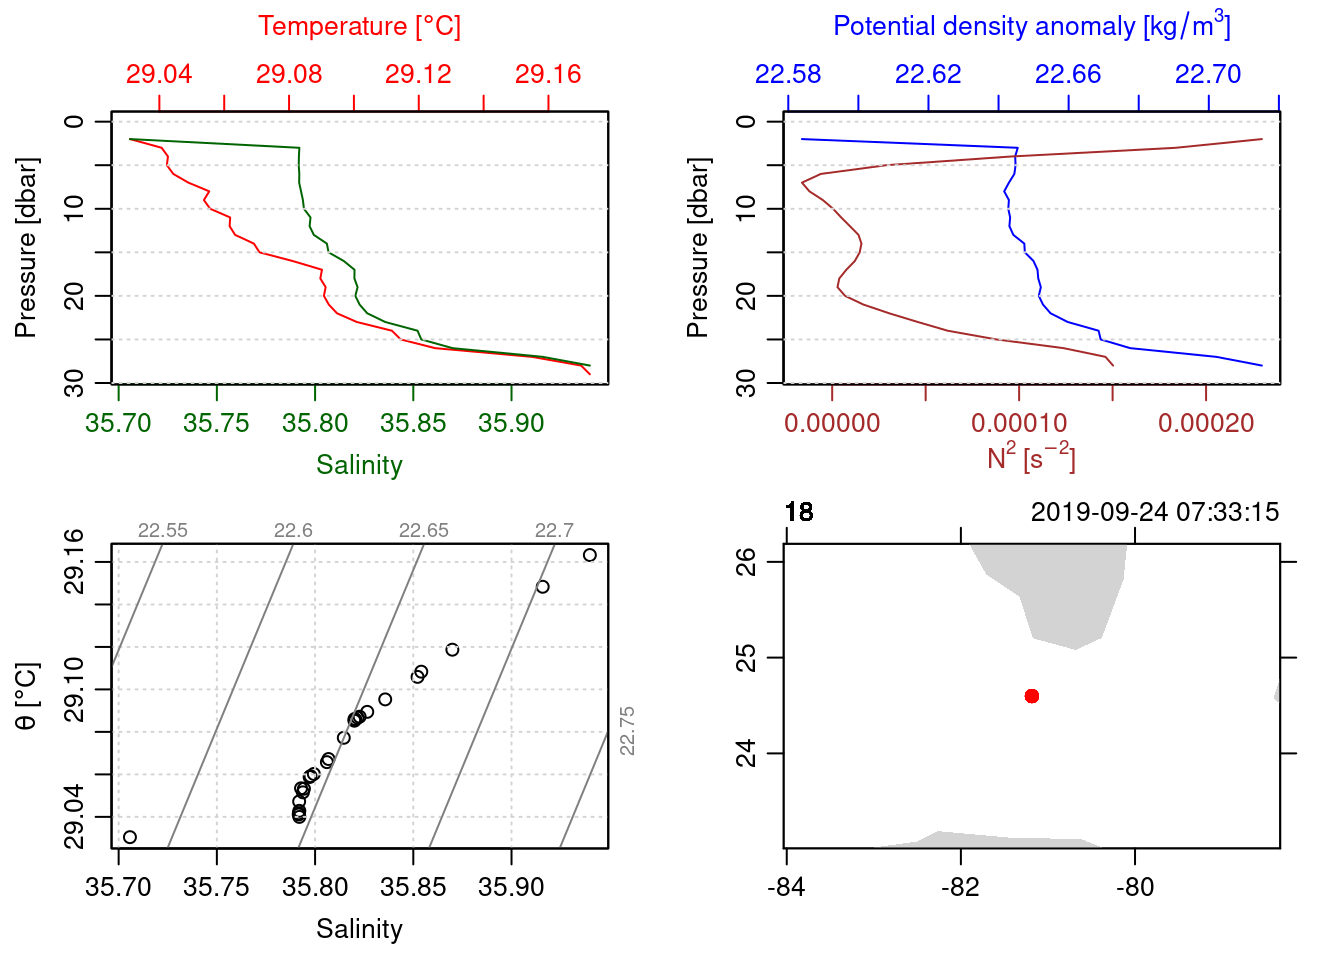 Temperature [°C]
29.04 29.08 29.12 29.16
Pressure [dbar]
0
10
20
30
35.70 35.75 35.80 35.85 35.90
Salinity
Potential density anomaly [kg/m³]
22.58 22.62 22.66 22.70
Pressure [dbar]
0
10
20
30
0.00000 0.00010 0.00020
N² [s⁻²]
22.55 22.6 22.65 22.7
22.75
θ [°C]
29.16
29.10
29.04
35.70 35.75 35.80 35.85 35.90
Salinity
18 2019-09-24 07:33:15
26
25
24
-84 -82 -80